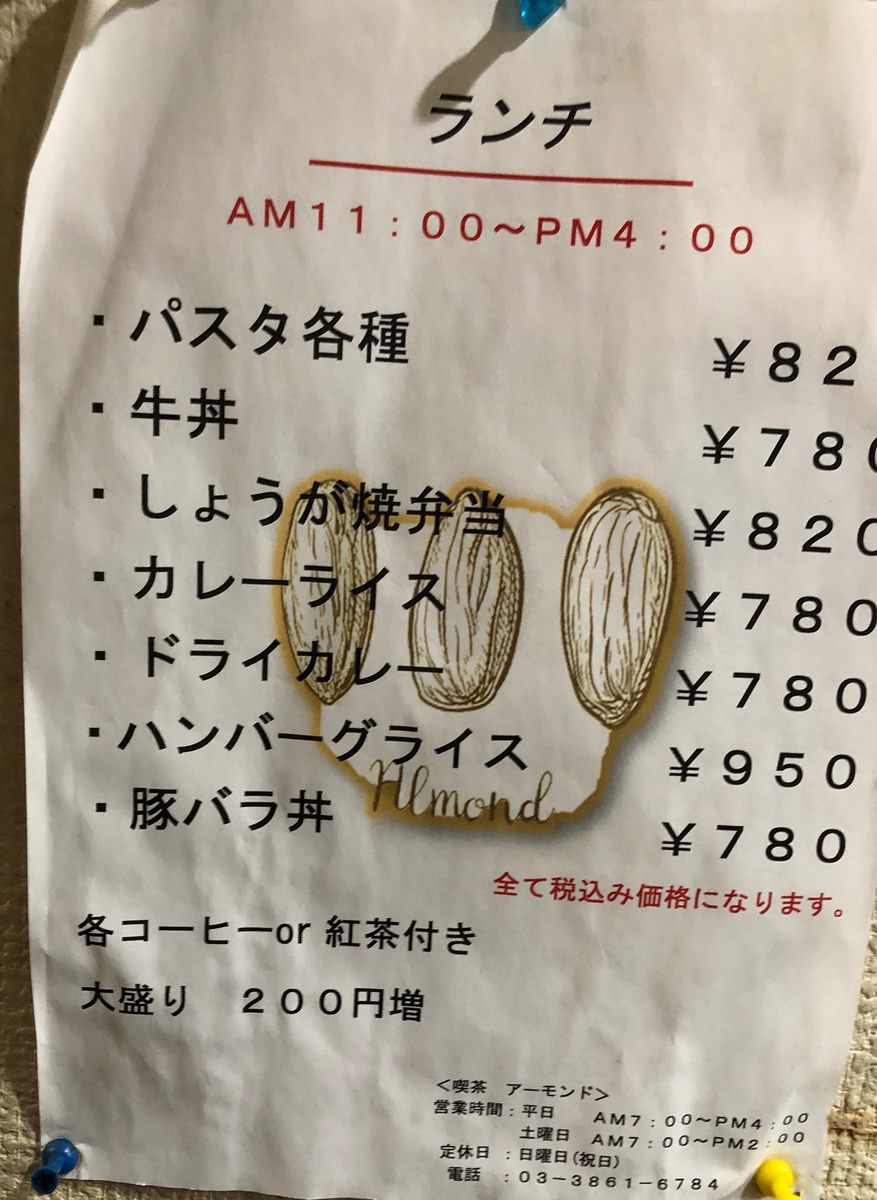 ランチ
AM11：00～PM4：00
・パスタ各種 ￥82
・牛丼 ￥780
・しょうが焼弁当 ￥820
・カレーライス ￥780
・ドライカレー ￥780
・ハンバーグライス ￥950
・豚バラ丼 ￥780
Almond
全て税込み価格になります。
各コーヒーor 紅茶付き
大盛り　200円増
＜喫茶　アーモンド＞
営業時間：平日　AM7：00～PM4：00
土曜日　AM7：00～PM2：00
定休日　：日曜日(祝日)
電話　：03－3861－6784